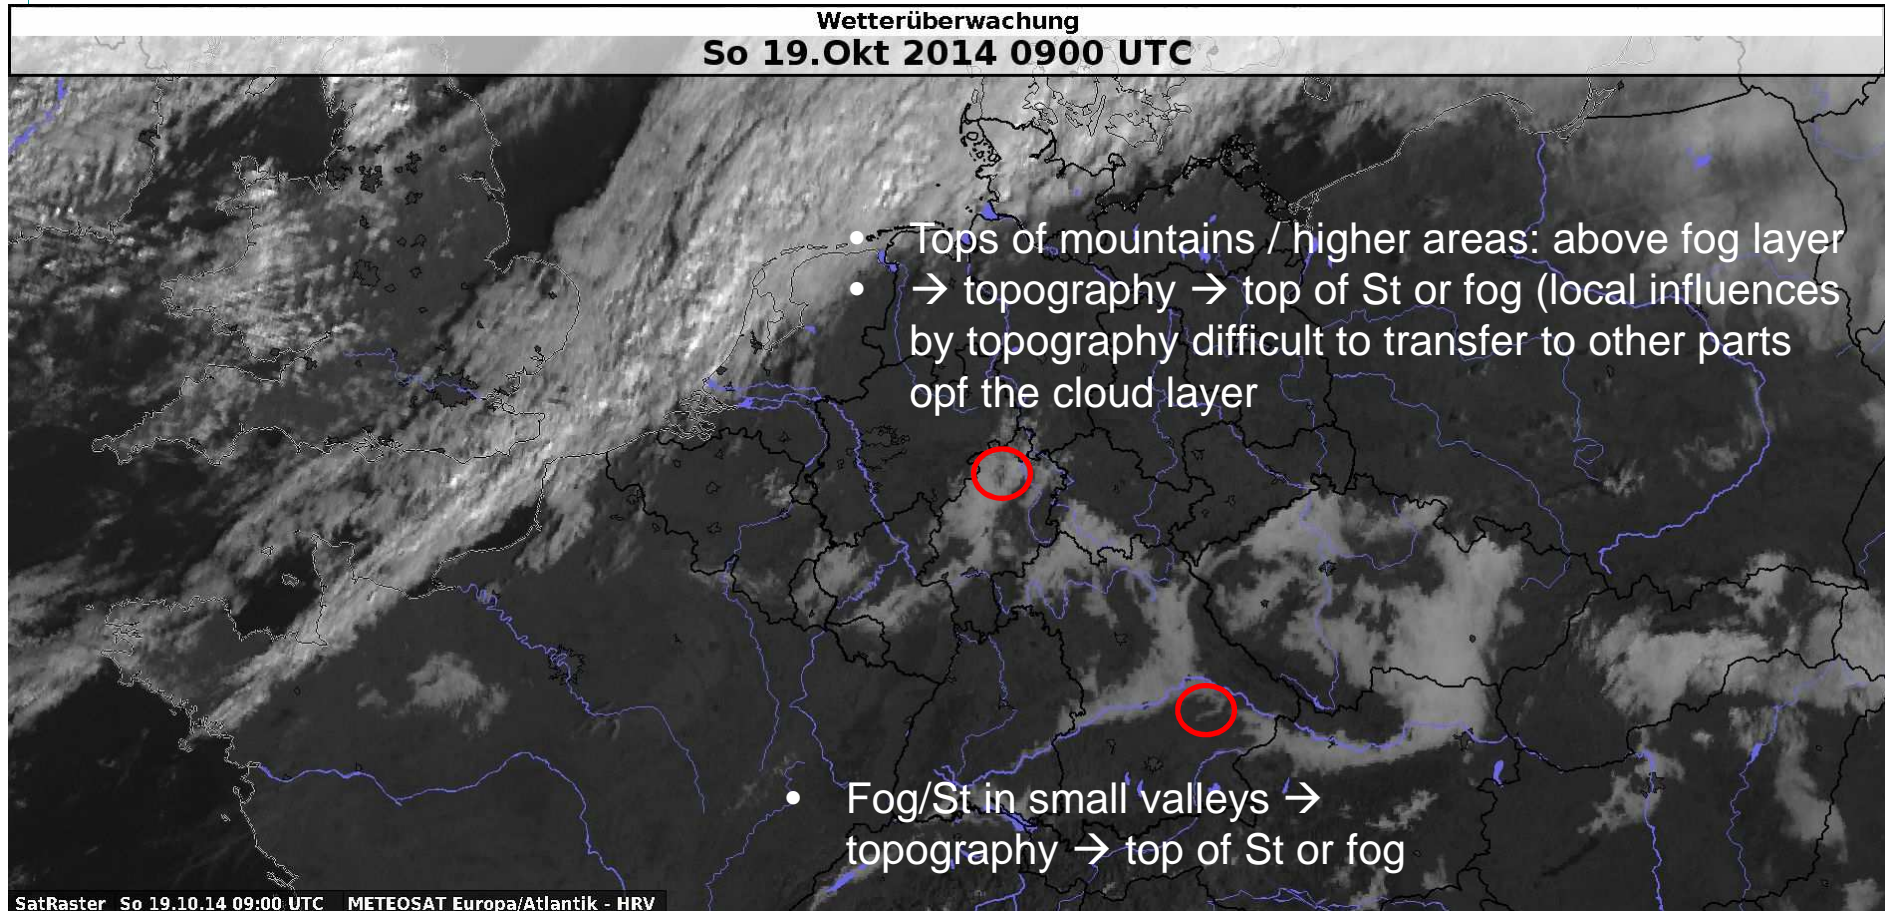 Wetterüberwachung
So 19.Okt 2014 0900 UTC
• Tops of mountains / higher areas: above fog layer
• → topography → top of St or fog (local influences
by topography difficult to transfer to other parts
opf the cloud layer
• Fog/St in small valleys →
topography → top of St or fog
SatRaster So 19.10.14 09:00 UTC METEOSAT Europa/Atlantik - HRV